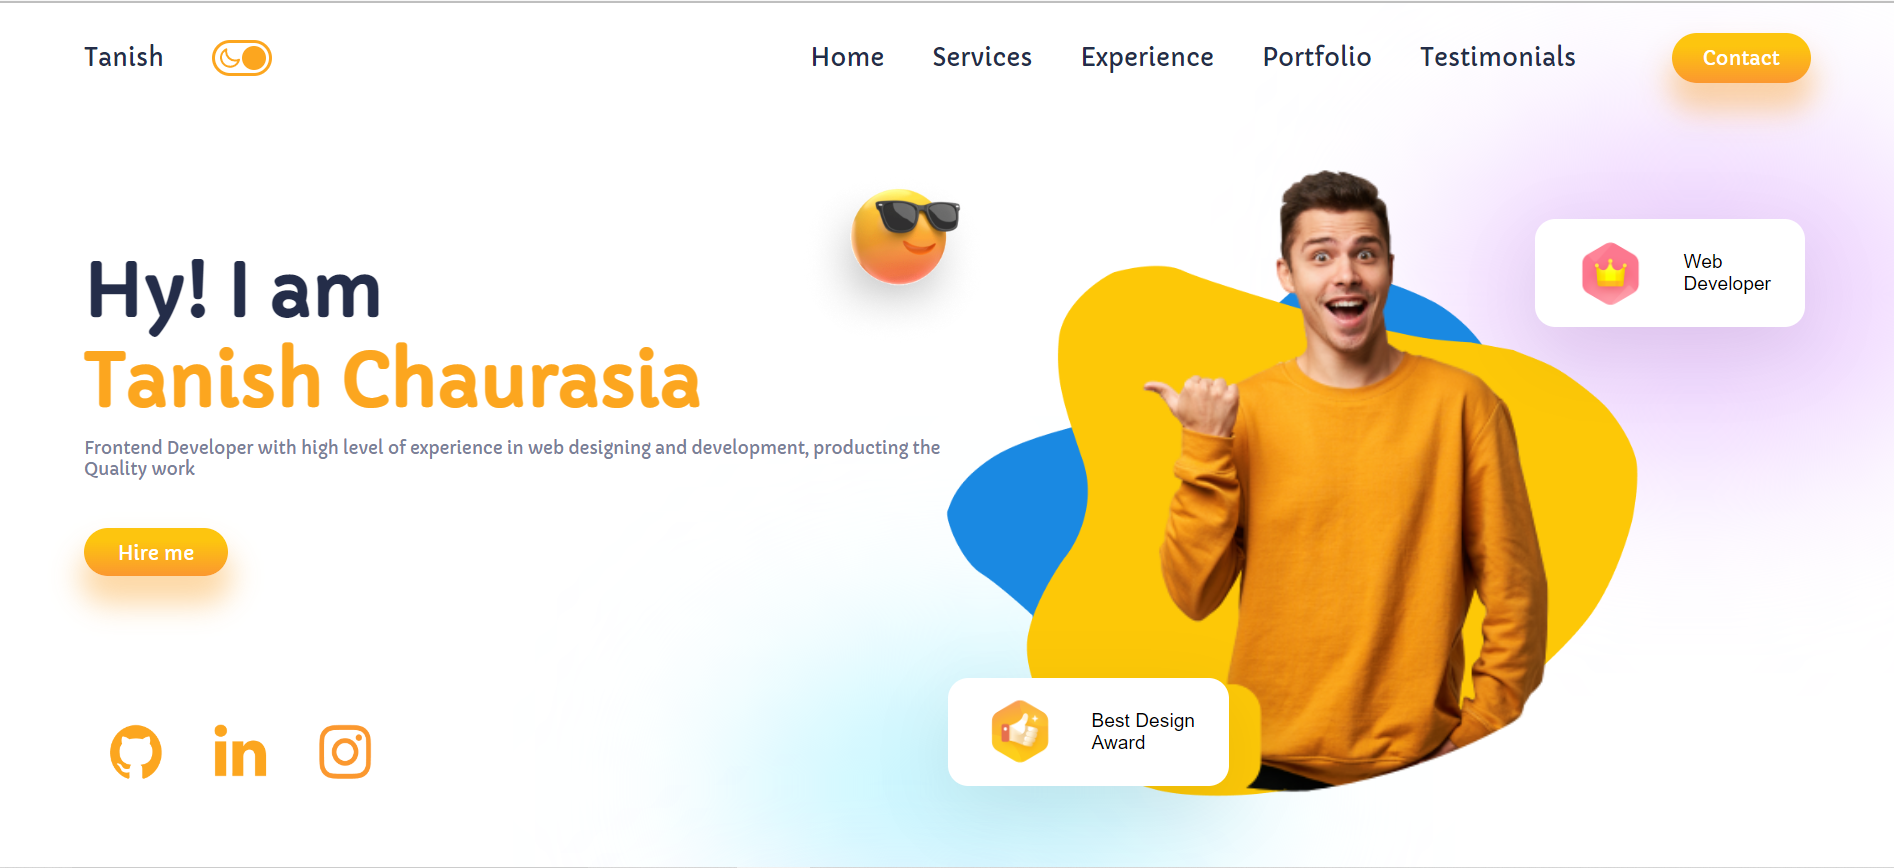 Tanish
Home Services Experience Portfolio Testimonials Contact
Hy! I am
Tanish Chaurasia
Frontend Developer with high level of experience in web designing and development, producting the
Quality work
Hire me
Web
Developer
Best Design
Award
in